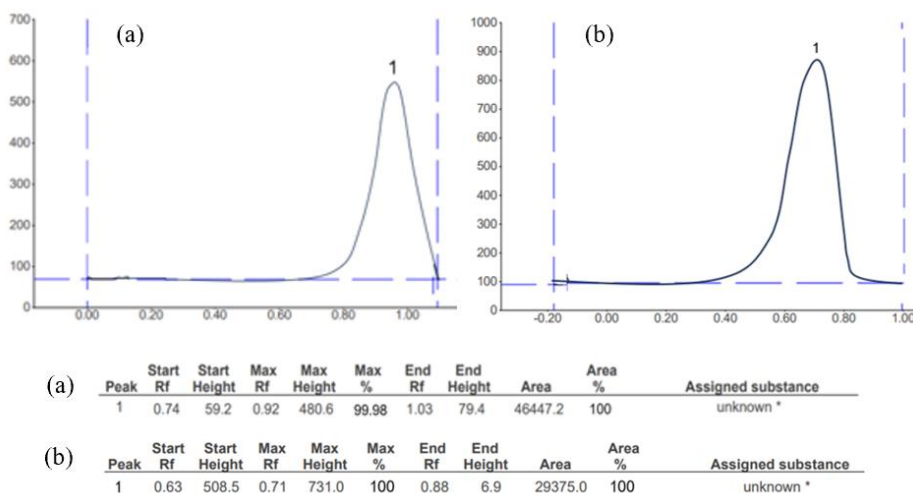 (a)
700
600
500
400
300
200
100
0
0.00 0.20 0.40 0.60 0.80 1.00
1
(b)
1000
900
800
700
600
500
400
300
200
100
0
-0.20 0.00 0.20 0.40 0.60 0.80 1.00
1
(a)
Peak Start Rf Start Height Max Rf Max Height Max % End Rf End Height Area Area % Assigned substance
1 0.74 59.2 0.92 480.6 99.98 1.03 79.4 46447.2 100 unknown *
(b)
Peak Start Rf Start Height Max Rf Max Height Max % End Rf End Height Area Area % Assigned substance
1 0.63 508.5 0.71 731.0 100 0.88 6.9 29375.0 100 unknown *